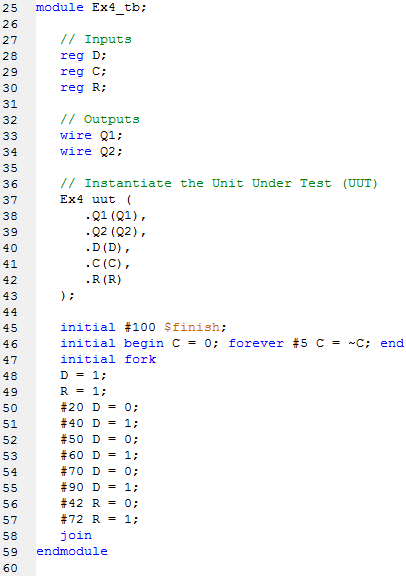 25 module Ex4_tb;
26
27 // Inputs
28 reg D;
29 reg C;
30 reg R;
31
32 // Outputs
33 wire Q1;
34 wire Q2;
35
36 // Instantiate the Unit Under Test (UUT)
37 Ex4 uut (
38 .Q1(Q1),
39 .Q2(Q2),
40 .D(D),
41 .C(C),
42 .R(R)
43 );
44
45 initial #100 $finish;
46 initial begin C = 0; forever #5 C = ~C; end
47 initial fork
48 D = 1;
49 R = 1;
50 #20 D = 0;
51 #40 D = 1;
52 #50 D = 0;
53 #60 D = 1;
54 #70 D = 0;
55 #90 D = 1;
56 #42 R = 0;
57 #72 R = 1;
58 join
59 endmodule
60